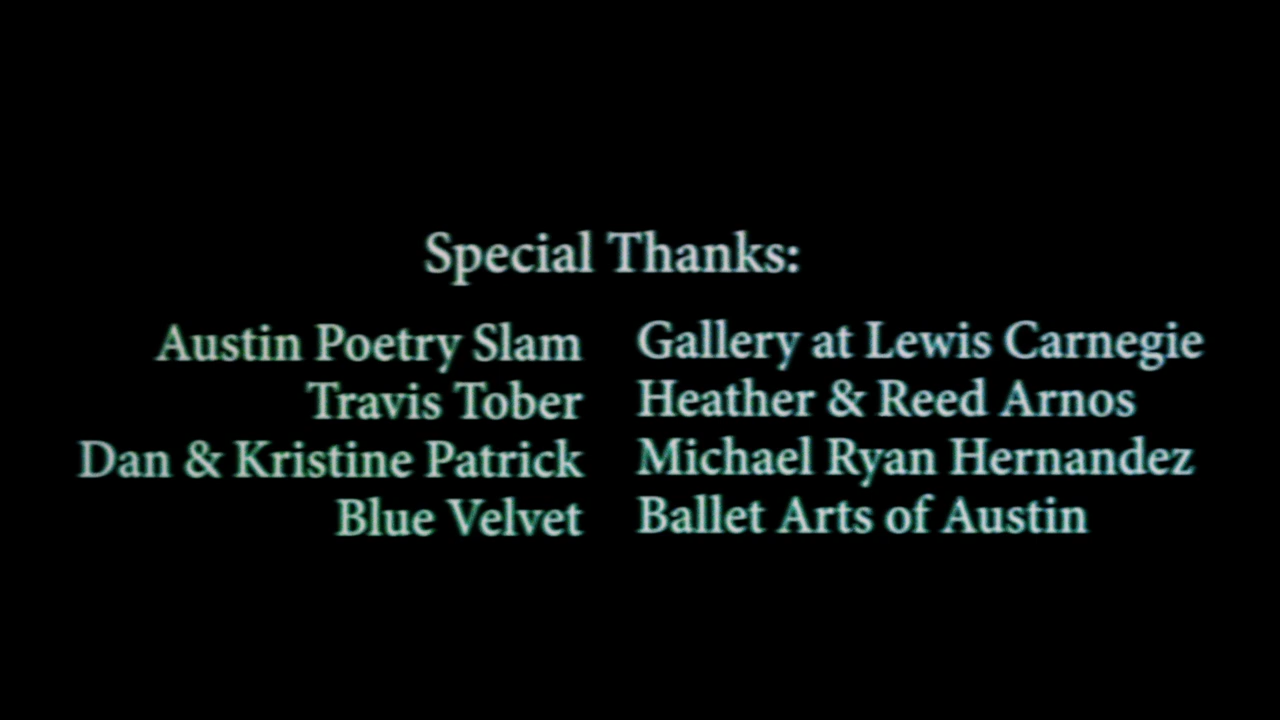 Special Thanks:
Austin Poetry Slam
Travis Tober
Dan & Kristine Patrick
Blue Velvet
Gallery at Lewis Carnegie
Heather & Reed Arnos
Michael Ryan Hernandez
Ballet Arts of Austin